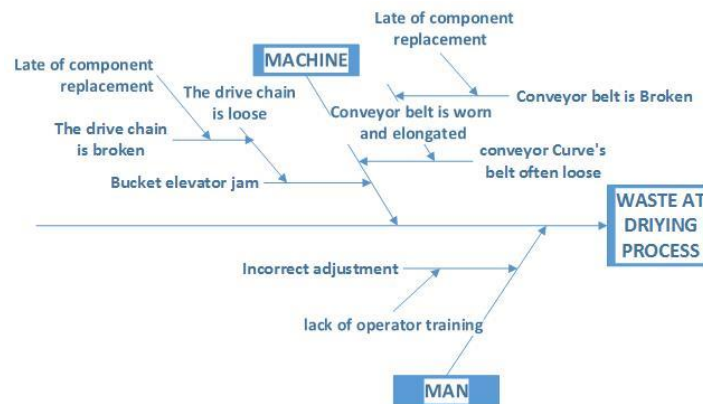 Late of component
replacement
MACHINE
Late of component
replacement
The drive chain
is loose
Conveyor belt is Broken
Conveyor belt is worn
and elongated
The drive chain
is broken
conveyor Curve's
belt often loose
Bucket elevator jam
WASTE AT
DRIYING
PROCESS
Incorrect adjustment
lack of operator training
MAN